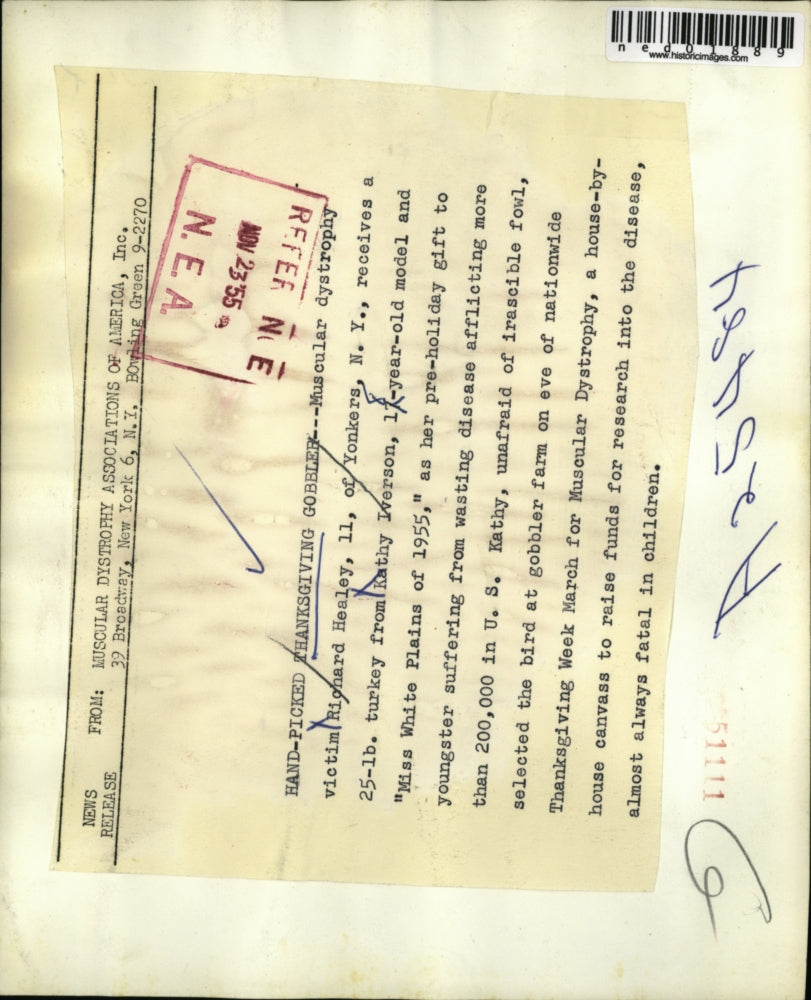 ned01889
www.historicimages.com
NEWS FROM: MUSCULAR DYSTROPHY ASSOCIATIONS OF AMERICA, Inc.
RELEASE 39 Broadway, New York 6, N.Y. BOwling Green 9-2270
N.E.A.
NOV 23 '55
REFER
HAND-PICKED THANKSGIVING GOBBLER---Muscular dystrophy
victim Richard Healey, 11, of Yonkers, N. Y., receives a
25-lb. turkey from Kathy Iverson, -year-old model and
"Miss White Plains of 1955," as her pre-holiday gift to
youngster suffering from wasting disease afflicting more
than 200,000 in U. S. Kathy, unafraid of irascible fowl,
selected the bird at gobbler farm on eve of nationwide
Thanksgiving Week March for Muscular Dystrophy, a house-by-
house canvass to raise funds for research into the disease,
almost always fatal in children.
51111